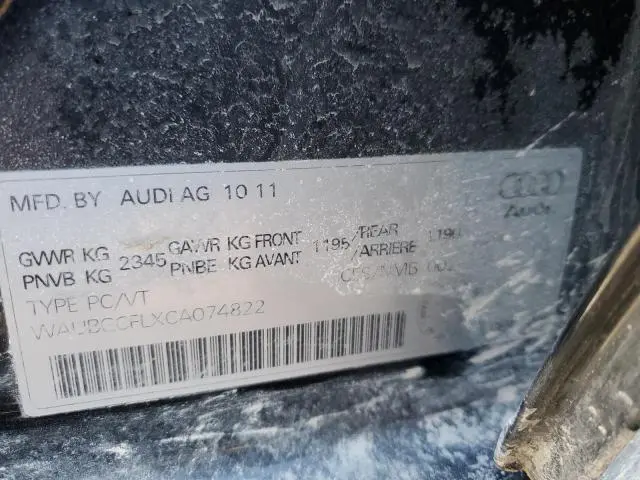 MFD. BY AUDI AG 10 11
Audi
GVWR KG 2345 GAWR KG FRONT 1195 / REAR
PNVB KG PNBE KG AVANT /ARRIERE
TYPE PC/VT
WAUBCCFLXCA074822